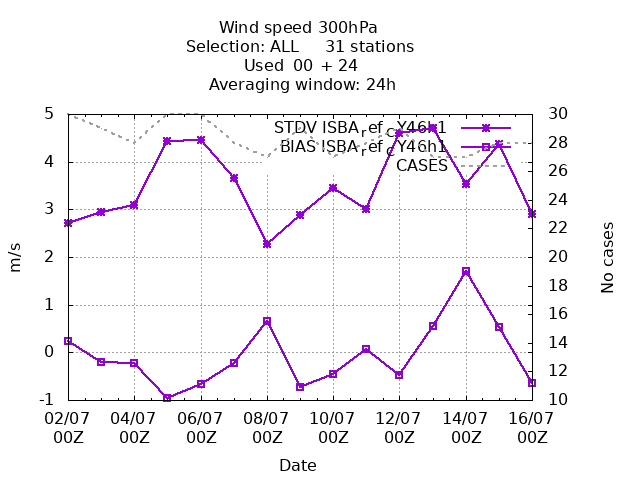 Wind speed 300hPa
Selection: ALL 31 stations
Used 00 + 24
Averaging window: 24h
5
4
3
2
1
0
-1
m/s
30
28
26
24
22
20
18
16
14
12
10
No cases
STDV ISBA_ref_CY46h1
BIAS ISBA_ref_CY46h1
CASES
02/07 04/07 06/07 08/07 10/07 12/07 14/07 16/07
00Z 00Z 00Z 00Z 00Z 00Z 00Z 00Z
Date